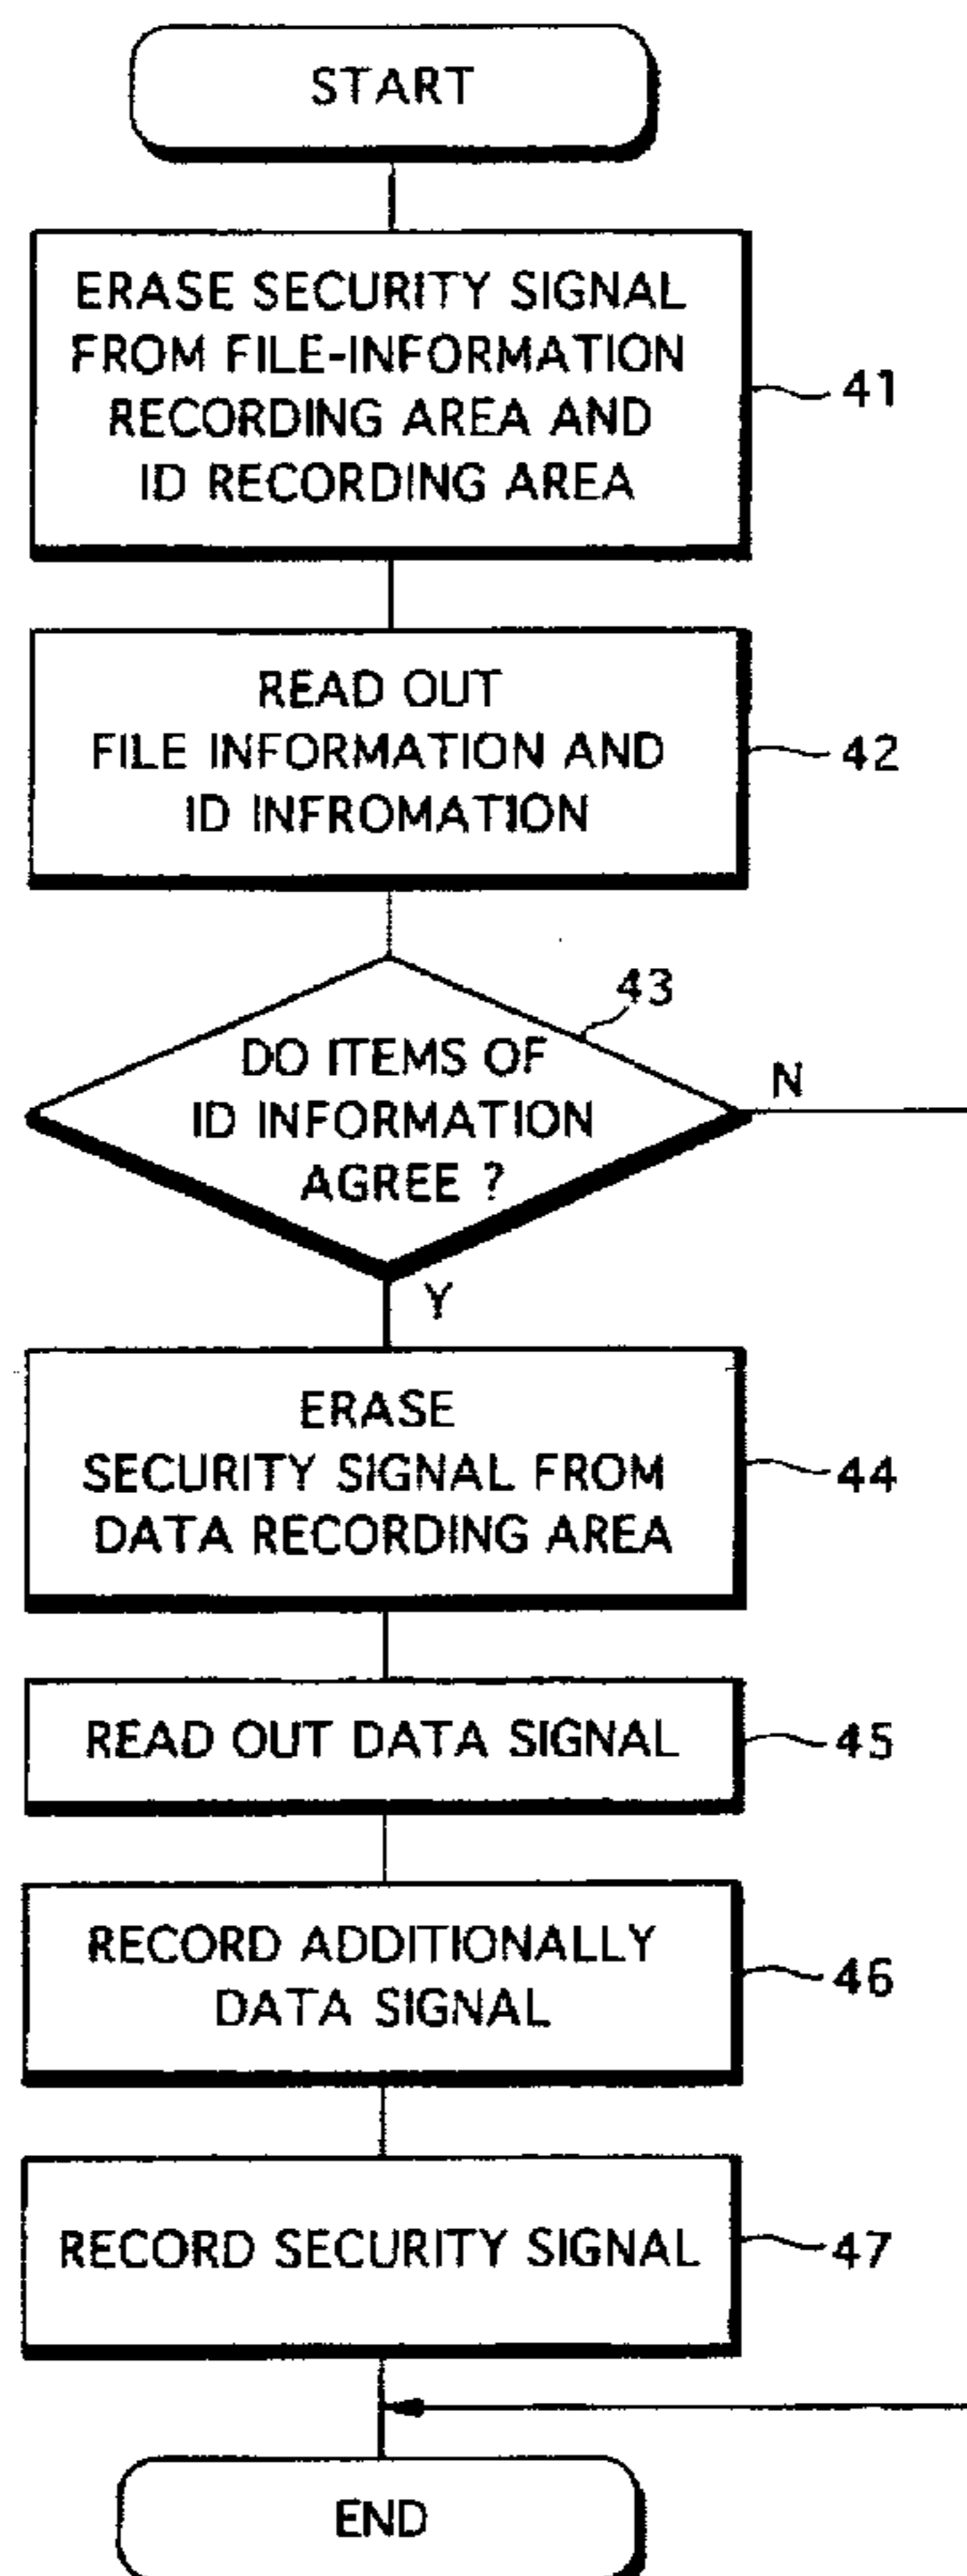 START
ERASE SECURITY SIGNAL
FROM FILE-INFORMATION
RECORDING AREA AND
ID RECORDING AREA
41
READ OUT
FILE INFORMATION AND
ID INFROMATION
42
43
DO ITEMS OF
ID INFORMATION
AGREE ?
N
Y
ERASE
SECURITY SIGNAL FROM
DATA RECORDING AREA
44
READ OUT DATA SIGNAL
45
RECORD ADDITIONALLY
DATA SIGNAL
46
RECORD SECURITY SIGNAL
47
END